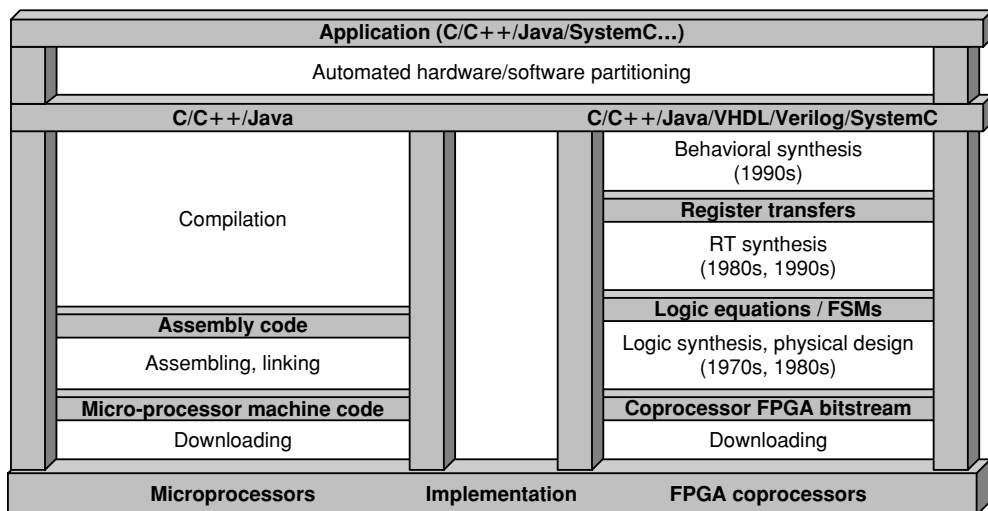 Application (C/C++/Java/SystemC…)
Automated hardware/software partitioning
C/C++/Java
Compilation
Assembly code
Assembling, linking
Micro-processor machine code
Downloading
C/C++/Java/VHDL/Verilog/SystemC
Behavioral synthesis
(1990s)
Register transfers
RT synthesis
(1980s, 1990s)
Logic equations / FSMs
Logic synthesis, physical design
(1970s, 1980s)
Coprocessor FPGA bitstream
Downloading
Microprocessors
Implementation
FPGA coprocessors